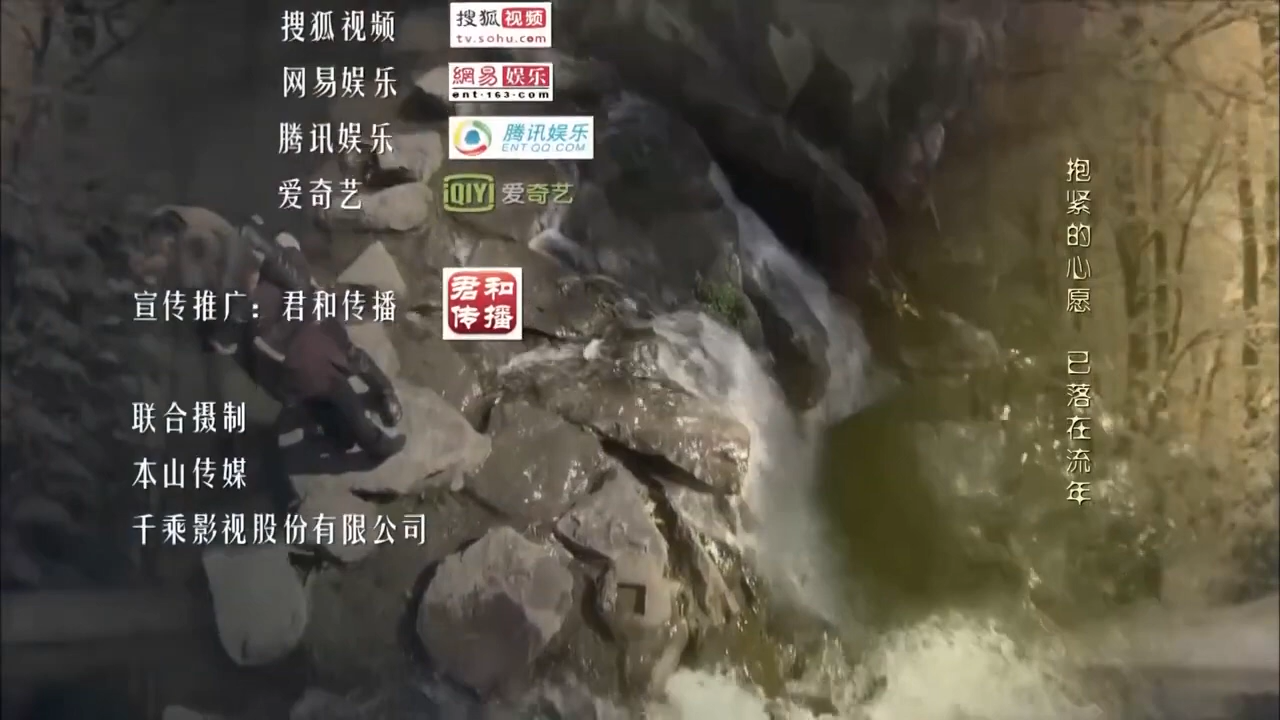 搜狐视频 搜狐视频
tv.sohu.com
网易娱乐 網易娱乐
ent·163·com
腾讯娱乐 腾讯娱乐
ENT.QQ.COM
爱奇艺 iQIYI 爱奇艺
宣传推广：君和传播 君和
传播
联合摄制
本山传媒
千乘影视股份有限公司
抱紧的心愿 已落在流年